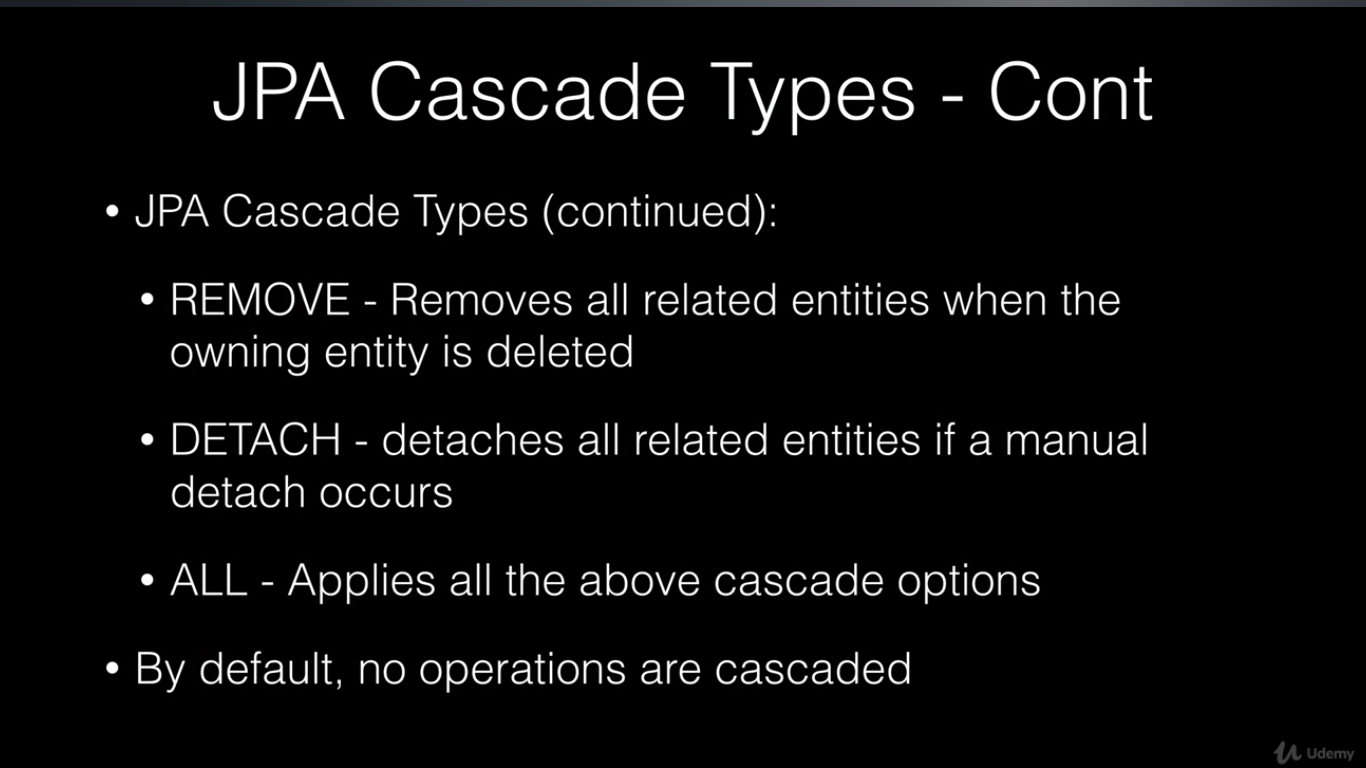 JPA Cascade Types - Cont
• JPA Cascade Types (continued):
• REMOVE - Removes all related entities when the
owning entity is deleted
• DETACH - detaches all related entities if a manual
detach occurs
• ALL - Applies all the above cascade options
• By default, no operations are cascaded
Udemy